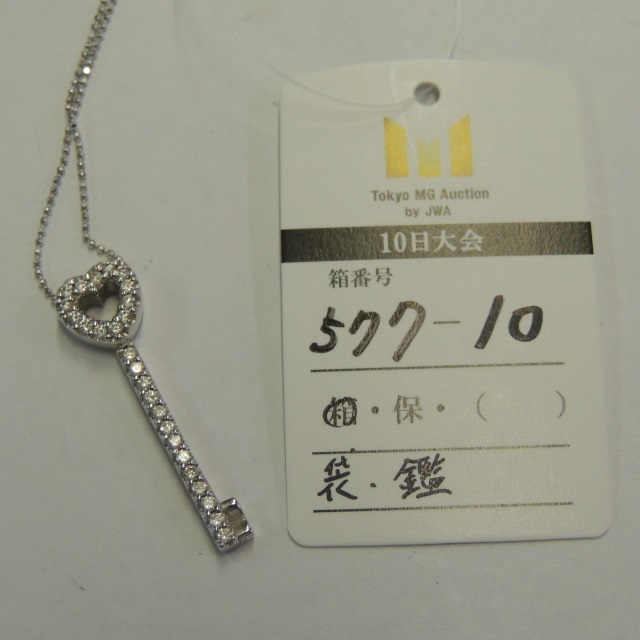 Tokyo MG Auction
by JWA
10日大会
箱番号
577-10
箱・保・（　　）
袋・鑑